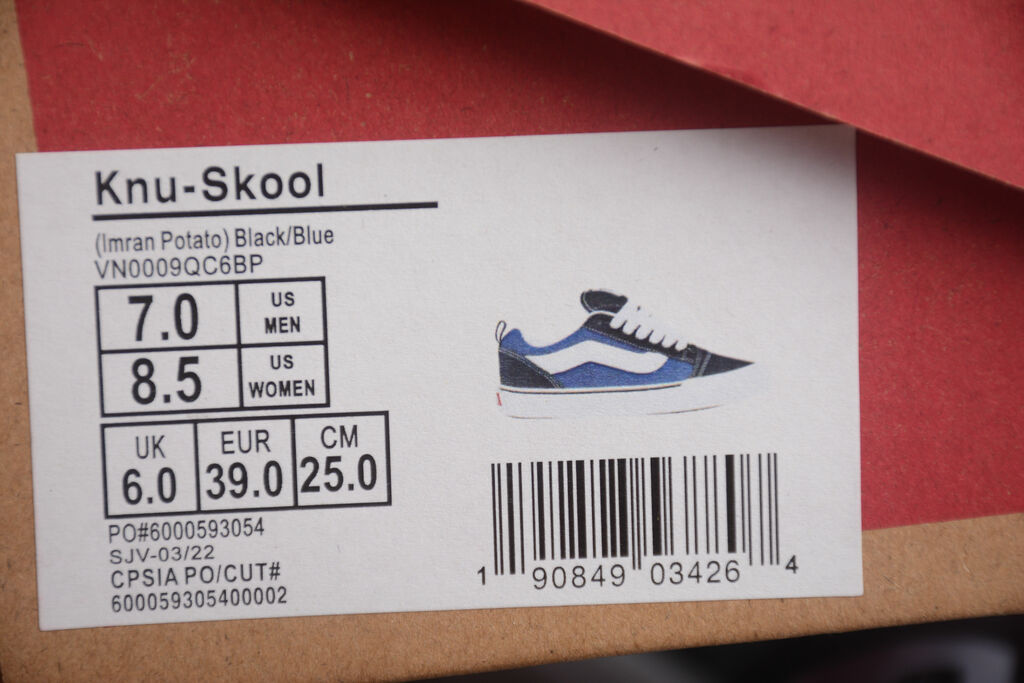 Knu-Skool
(Imran Potato) Black/Blue
VN0009QC6BP
7.0 US MEN
8.5 US WOMEN
UK EUR CM
6.0 39.0 25.0
PO#6000593054
SJV-03/22
CPSIA PO/CUT#
600059305400002
1 90849 03426 4